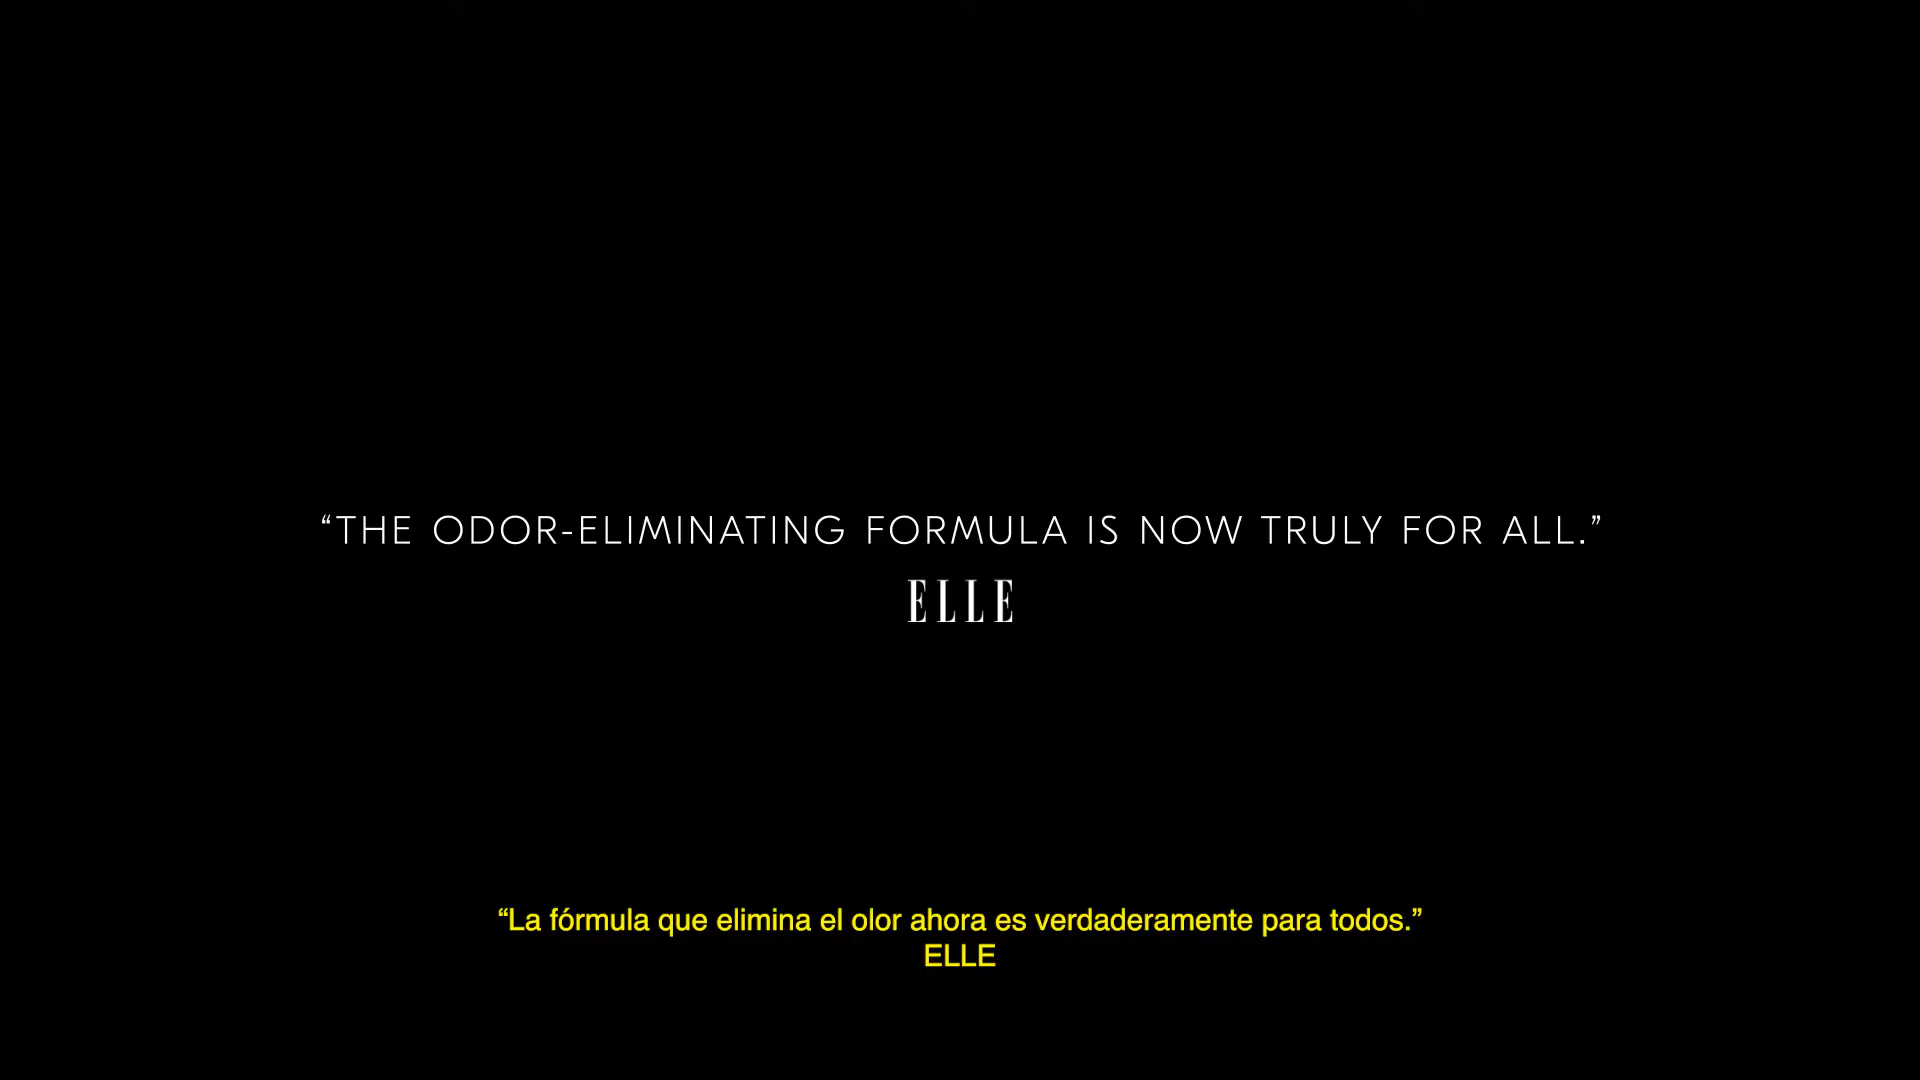 “THE ODOR-ELIMINATING FORMULA IS NOW TRULY FOR ALL.”
ELLE
“La fórmula que elimina el olor ahora es verdaderamente para todos.”
ELLE